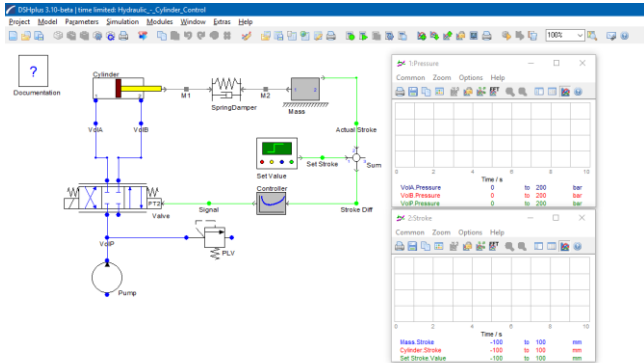 DSHplus 3.10-beta | time limited: Hydraulic_-_Cylinder_Control
Project Model Parameters Simulation Modules Window Extras Help
100%
?
Documentation
Cylinder
M1
SpringDamper
M2
Mass
VolA
VolB
Actual Stroke
Set Value
Set Stroke
Sum
PT2
Valve
Signal
Controller
Stroke Diff
VolP
PLV
Pump
1:Pressure
Common Zoom Options Help
EET
0 2 4 6 8 10
Time / s
VolA.Pressure 0 to 200 bar
VolB.Pressure 0 to 200 bar
VolP.Pressure 0 to 200 bar
2:Stroke
Common Zoom Options Help
EET
0 2 4 6 8 10
Time / s
Mass.Stroke -100 to 100 mm
Cylinder.Stroke -100 to 100 mm
Set Stroke.Value -100 to 100 mm